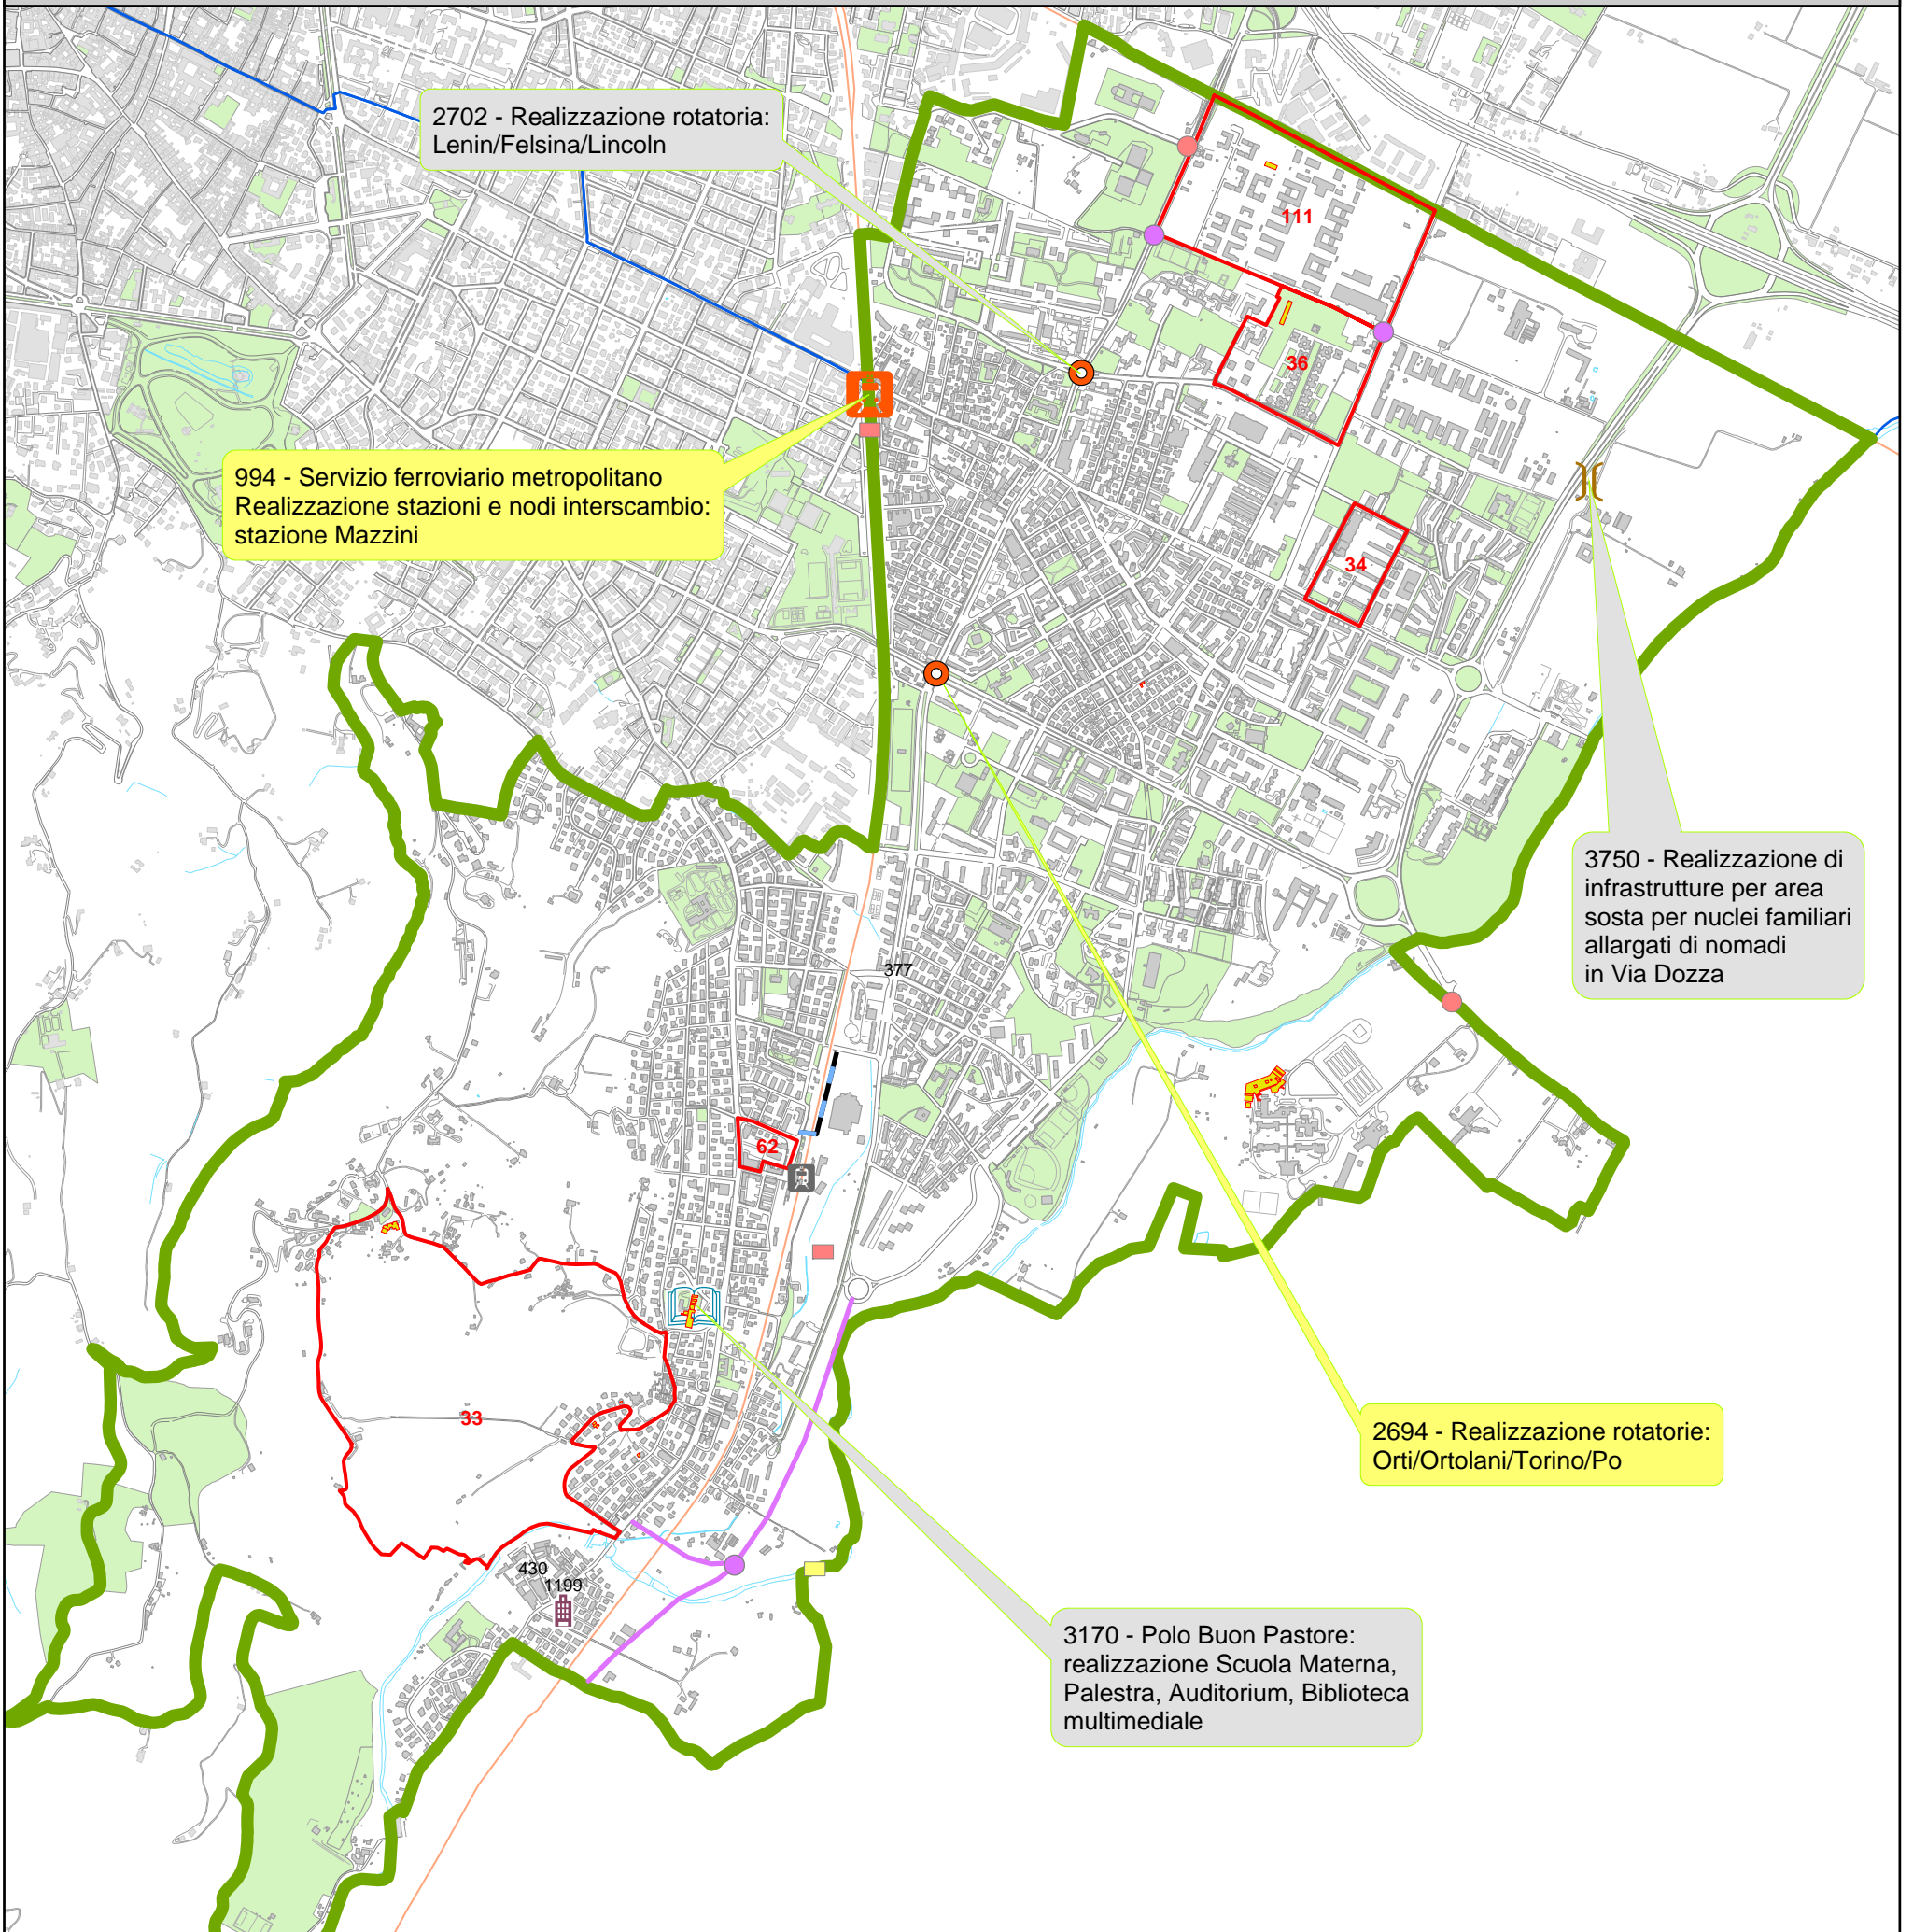 2702 - Realizzazione rotatoria:
Lenin/Felsina/Lincoln
111
36
994 - Servizio ferroviario metropolitano
Realizzazione stazioni e nodi interscambio:
stazione Mazzini
34
3750 - Realizzazione di
infrastrutture per area
sosta per nuclei familiari
allargati di nomadi
in Via Dozza
377
62
33
2694 - Realizzazione rotatorie:
Orti/Ortolani/Torino/Po
430
1199
3170 - Polo Buon Pastore:
realizzazione Scuola Materna,
Palestra, Auditorium, Biblioteca
multimediale